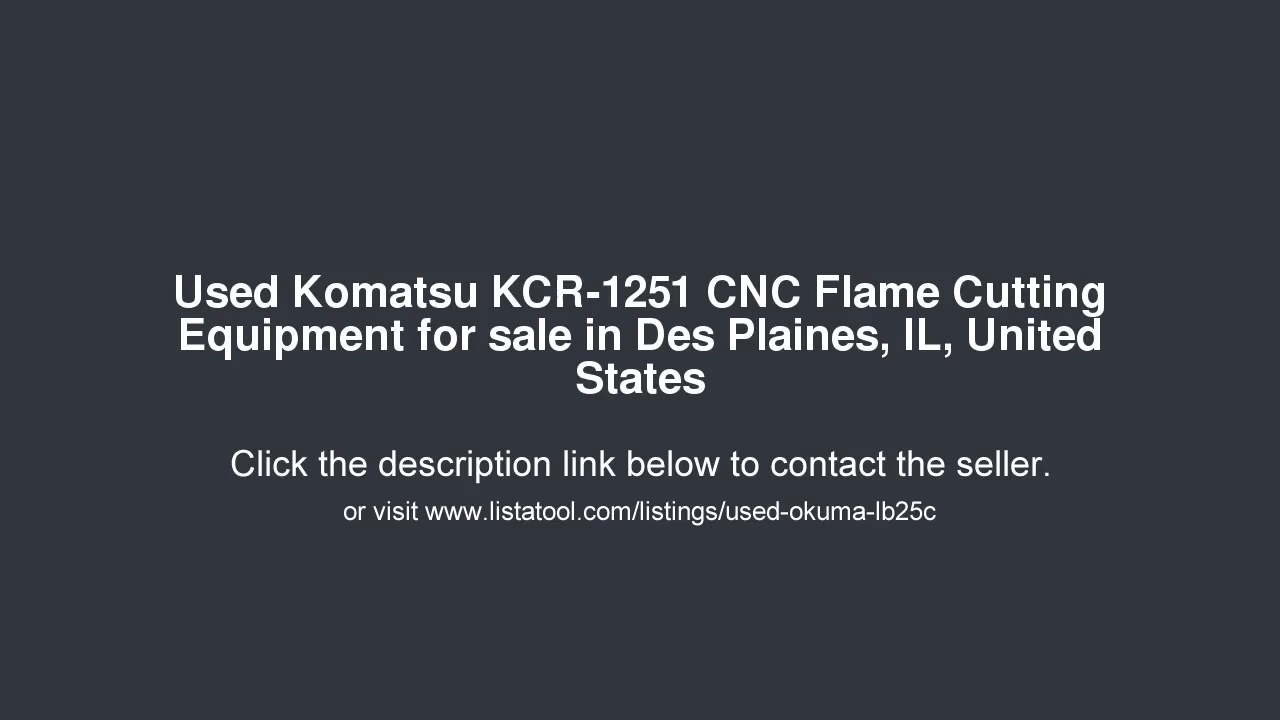 Used Komatsu KCR-1251 CNC Flame Cutting
Equipment for sale in Des Plaines, IL, United
States
Click the description link below to contact the seller.
or visit www.listatool.com/listings/used-okuma-lb25c